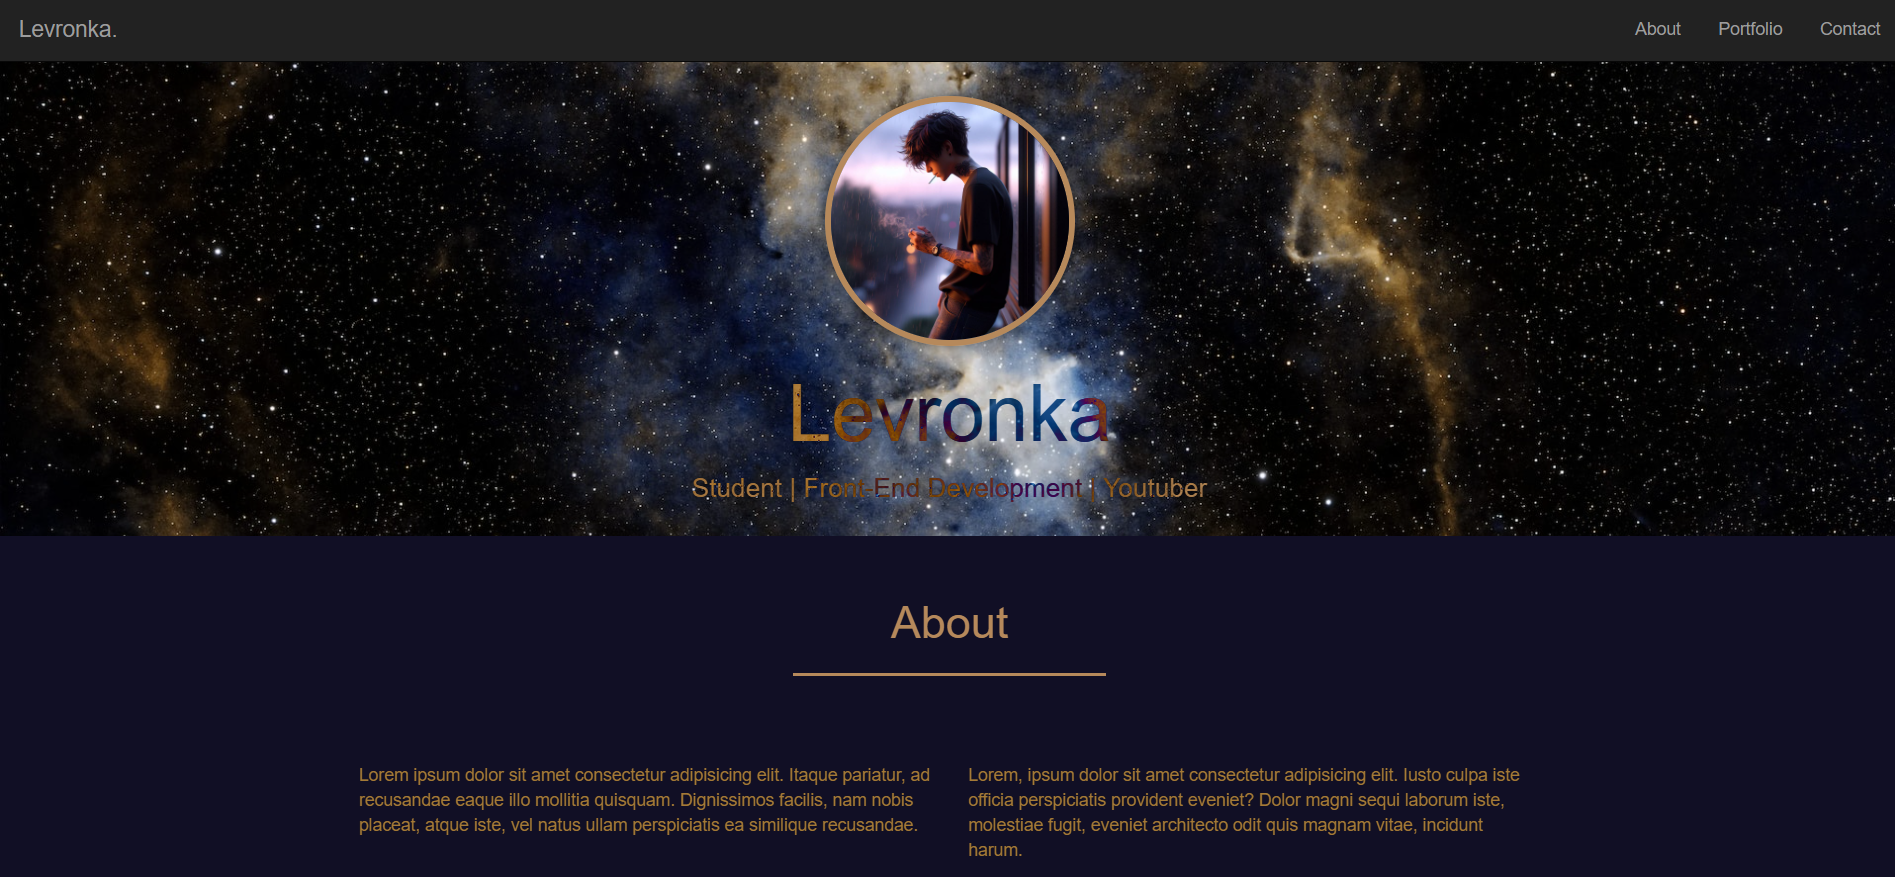 Levronka.
About Portfolio Contact
Levronka
Student | Front-End Development | Youtuber
About
Lorem ipsum dolor sit amet consectetur adipisicing elit. Itaque pariatur, ad
recusandae eaque illo mollitia quisquam. Dignissimos facilis, nam nobis
placeat, atque iste, vel natus ullam perspiciatis ea similique recusandae.
Lorem, ipsum dolor sit amet consectetur adipisicing elit. Iusto culpa iste
officia perspiciatis provident eveniet? Dolor magni sequi laborum iste,
molestiae fugit, eveniet architecto odit quis magnam vitae, incidunt
harum.